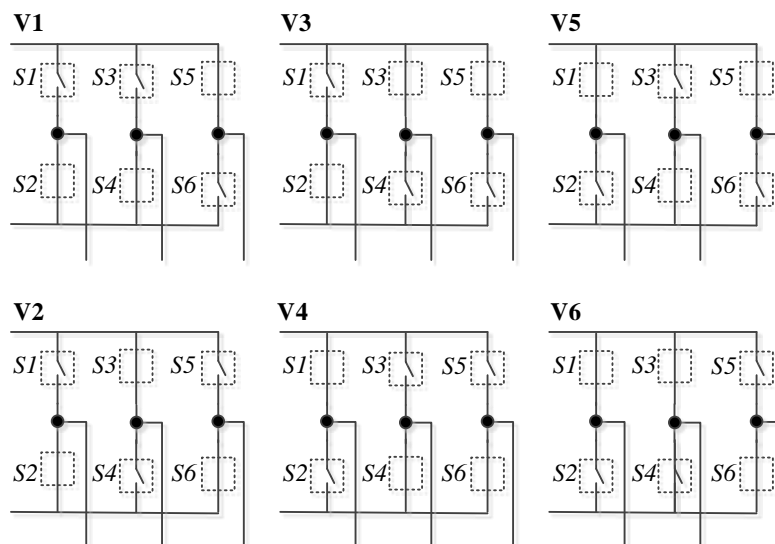 V1 V3 V5
S1 S3 S5 S1 S3 S5 S1 S3 S5
S2 S4 S6 S2 S4 S6 S2 S4 S6
V2 V4 V6
S1 S3 S5 S1 S3 S5 S1 S3 S5
S2 S4 S6 S2 S4 S6 S2 S4 S6